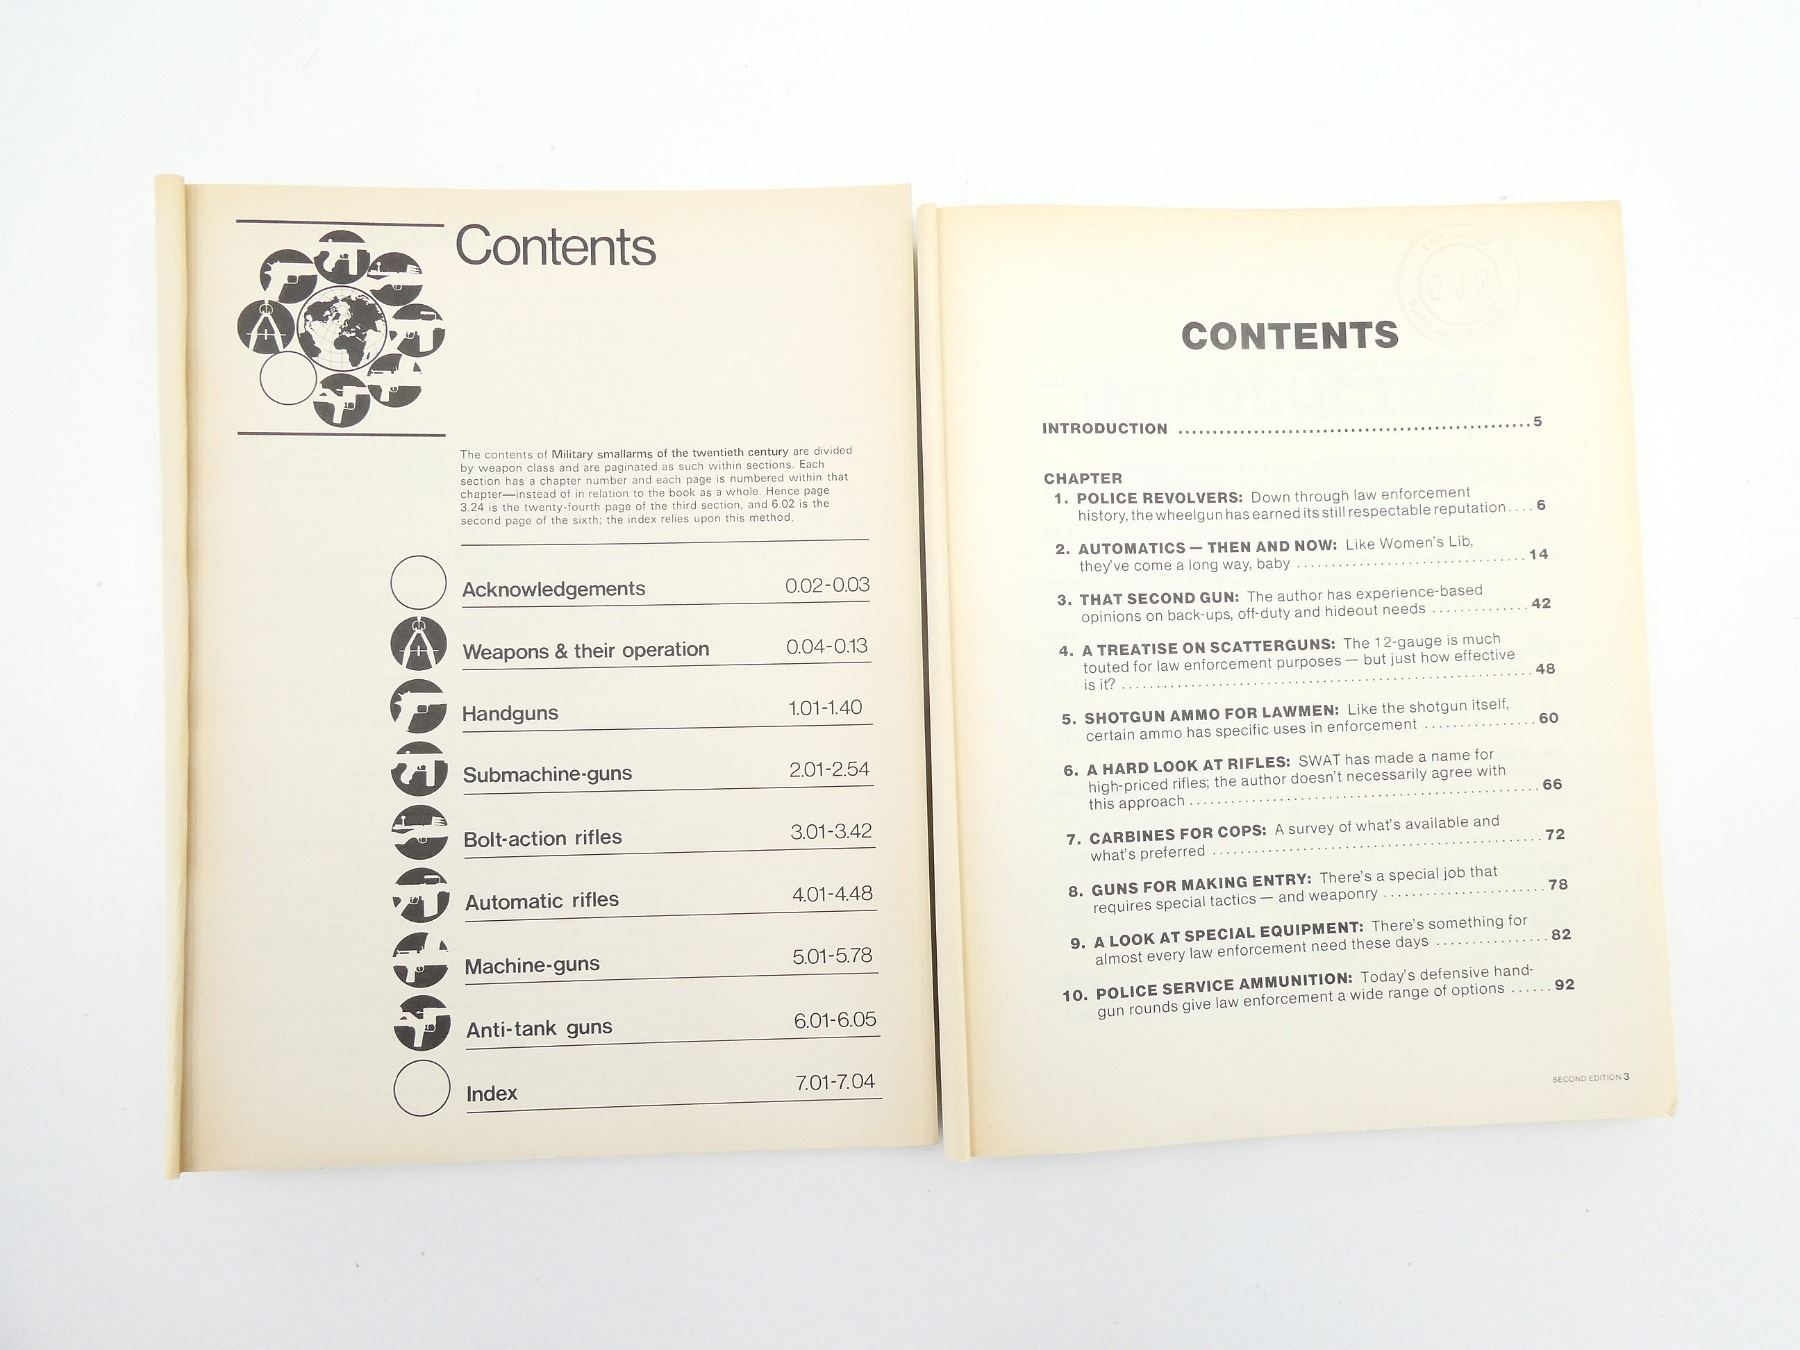 Contents
The contents of Military smallarms of the twentieth century are divided
by weapon class and are paginated as such within sections. Each
section has a chapter number and each page is numbered within that
chapter—instead of in relation to the book as a whole. Hence page
3.24 is the twenty-fourth page of the third section, and 6.02 is the
second page of the sixth; the index relies upon this method.
Acknowledgements 0.02-0.03
Weapons & their operation 0.04-0.13
Handguns 1.01-1.40
Submachine-guns 2.01-2.54
Bolt-action rifles 3.01-3.42
Automatic rifles 4.01-4.48
Machine-guns 5.01-5.78
Anti-tank guns 6.01-6.05
Index 7.01-7.04
CONTENTS
INTRODUCTION ........................................................ 5
CHAPTER
1. POLICE REVOLVERS: Down through law enforcement
history, the wheelgun has earned its still respectable reputation.... 6
2. AUTOMATICS — THEN AND NOW: Like Women's Lib,
they've come a long way, baby .................................. 14
3. THAT SECOND GUN: The author has experience-based
opinions on back-ups, off-duty and hideout needs .............. 42
4. A TREATISE ON SCATTERGUNS: The 12-gauge is much
touted for law enforcement purposes — but just how effective
is it? ............................................................ 48
5. SHOTGUN AMMO FOR LAWMEN: Like the shotgun itself,
certain ammo has specific uses in enforcement ................ 60
6. A HARD LOOK AT RIFLES: SWAT has made a name for
high-priced rifles; the author doesn't necessarily agree with
this approach .................................................. 66
7. CARBINES FOR COPS: A survey of what's available and
what's preferred ................................................ 72
8. GUNS FOR MAKING ENTRY: There's a special job that
requires special tactics — and weaponry ........................ 78
9. A LOOK AT SPECIAL EQUIPMENT: There's something for
almost every law enforcement need these days ................ 82
10. POLICE SERVICE AMMUNITION: Today's defensive hand-
gun rounds give law enforcement a wide range of options ...... 92
SECOND EDITION 3